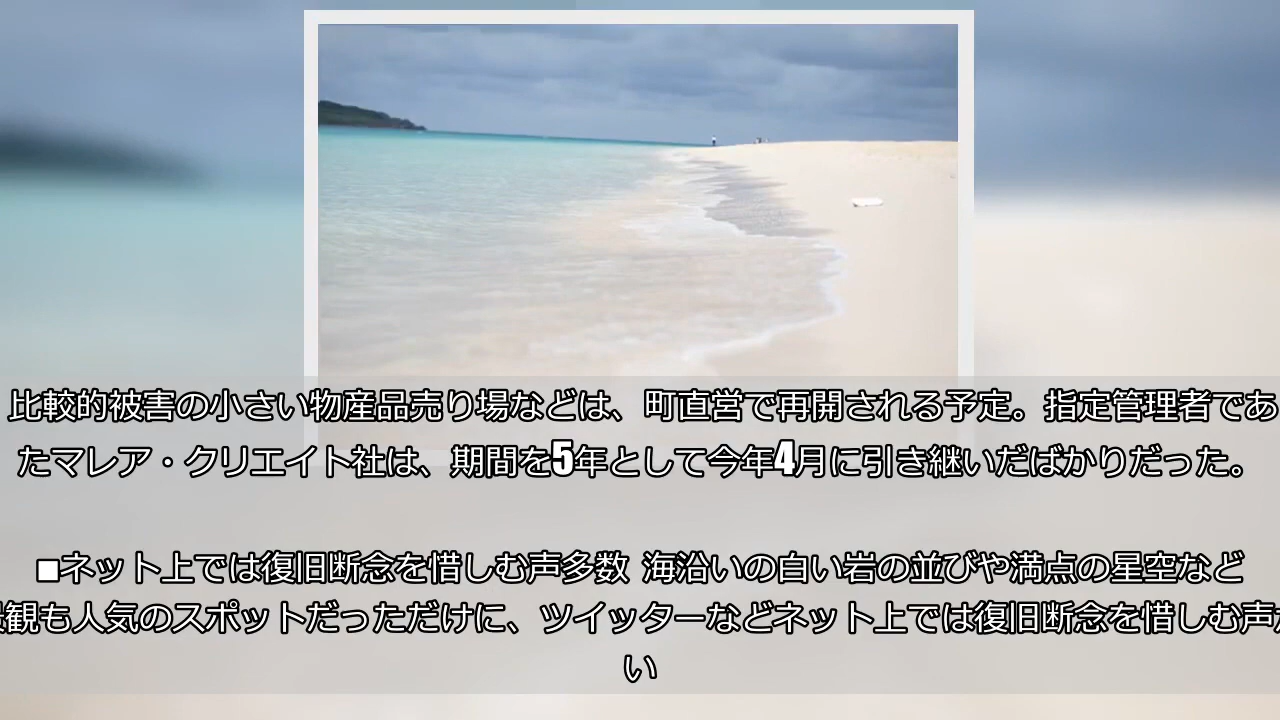 比較的被害の小さい物産品売り場などは、町直営で再開される予定。指定管理者であ
たマレア・クリエイト社は、期間を5年として今年4月に引き継いだばかりだった。
■ネット上では復旧断念を惜しむ声多数 海沿いの白い岩の並びや満点の星空など
観も人気のスポットだっただけに、ツイッターなどネット上では復旧断念を惜しむ声
い